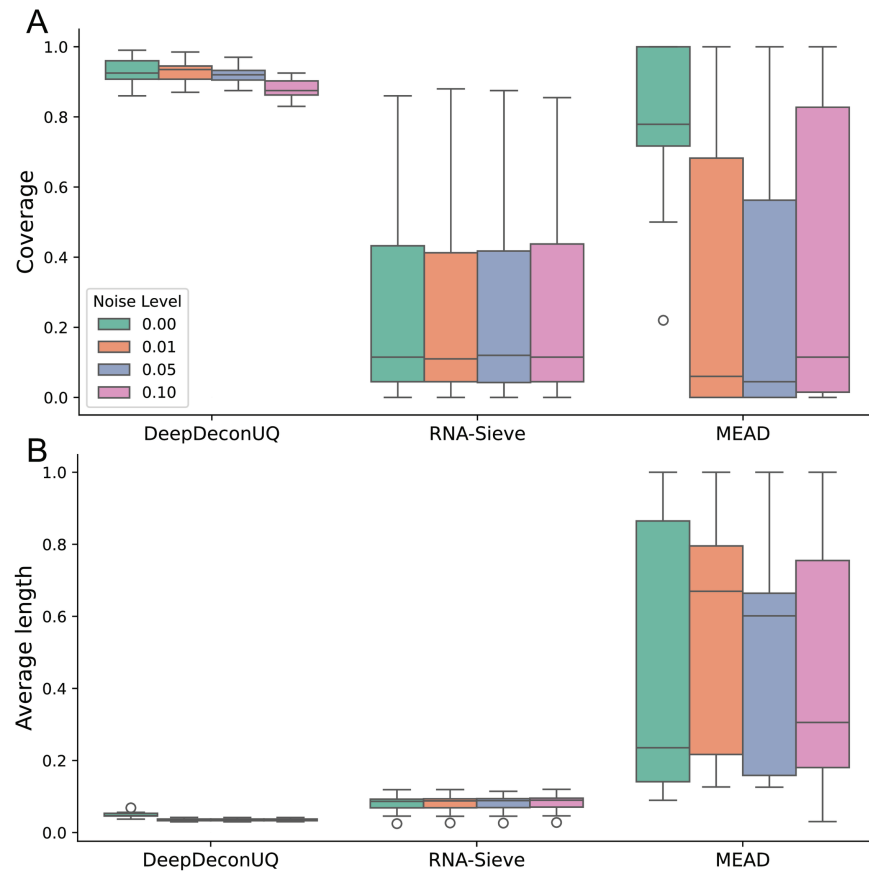 A
1.0
0.8
0.6
0.4
0.2
0.0
Coverage
Noise Level
0.00
0.01
0.05
0.10
DeepDeconUQ RNA-Sieve MEAD
B
1.0
0.8
0.6
0.4
0.2
0.0
Average length
DeepDeconUQ RNA-Sieve MEAD